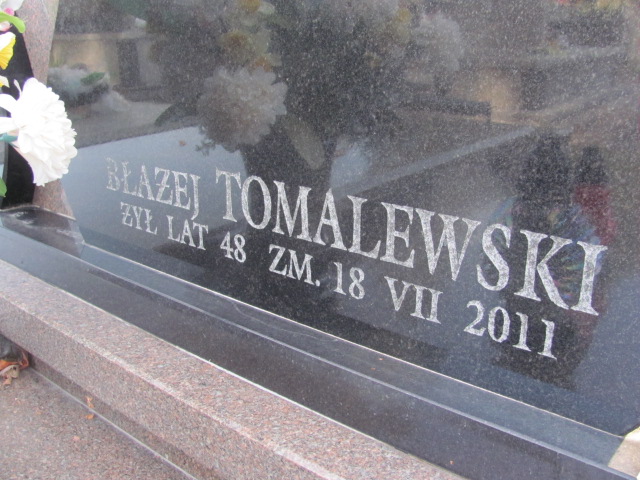 BŁAŻEJ TOMALEWSKI
ŻYŁ LAT 48 ZM. 18 VII 2011